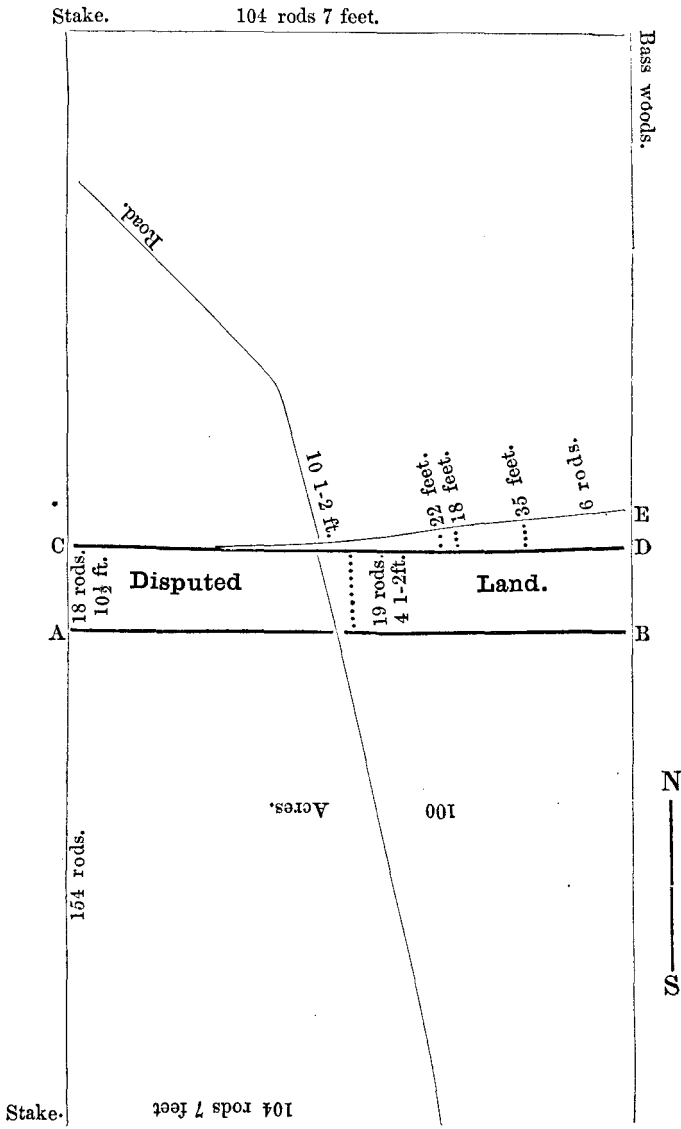 Stake. 104 rods 7 feet.
Bass woods.
Road.
10 1-2 ft.
22 feet.
18 feet.
35 feet.
6 rods.
E
C
D
18 rods.
10½ ft.
Disputed
19 rods.
4 1-2ft.
Land.
A
B
N
S
Acres.
100
154 rods.
Stake.
104 rods 7 feet